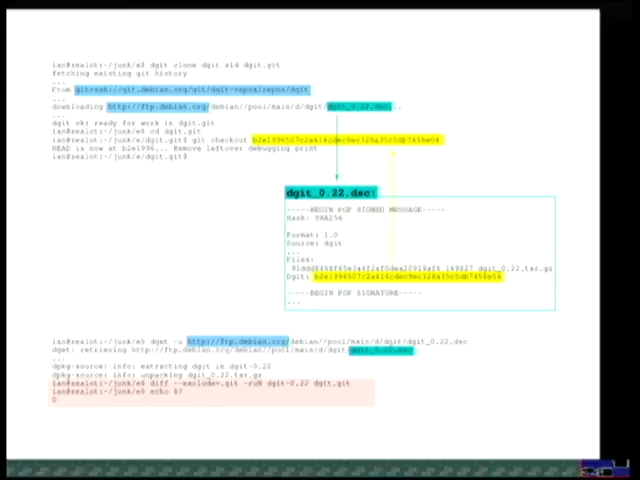 ian@zealot:~/junk/e$ dgit clone dgit sid dgit.git
fetching existing git history
...
From git+ssh://git.debian.org/git/dgit-repos/repos/dgit
...
downloading http://ftp.debian.org/debian//pool/main/d/dgit/dgit_0.22.dsc...
...
dgit ok: ready for work in dgit.git
ian@zealot:~/junk/e$ cd dgit.git
ian@zealot:~/junk/e/dgit.git$ git checkout
HEAD is now at b2e1996... Remove leftover debugging print
ian@zealot:~/junk/e/dgit.git$
dgit_0.22.dsc:
-----BEGIN PGP SIGNED MESSAGE-----
Hash: SHA256
Format: 1.0
Source: dgit
...
Files:
149827 dgit_0.22.tar.gz
Dgit:
-----BEGIN PGP SIGNATURE-----
...
ian@zealot:~/junk/e$ dget -u http://ftp.debian.org/debian//pool/main/d/dgit/dgit_0.22.dsc
dget: retrieving http://ftp.debian.org/debian//pool/main/d/dgit/dgit_0.22.dsc
...
dpkg-source: info: extracting dgit in dgit-0.22
dpkg-source: info: unpacking dgit_0.22.tar.gz
ian@zealot:~/junk/e$ diff --exclude=.git -ruN dgit-0.22 dgit.git
ian@zealot:~/junk/e$ echo $?
0